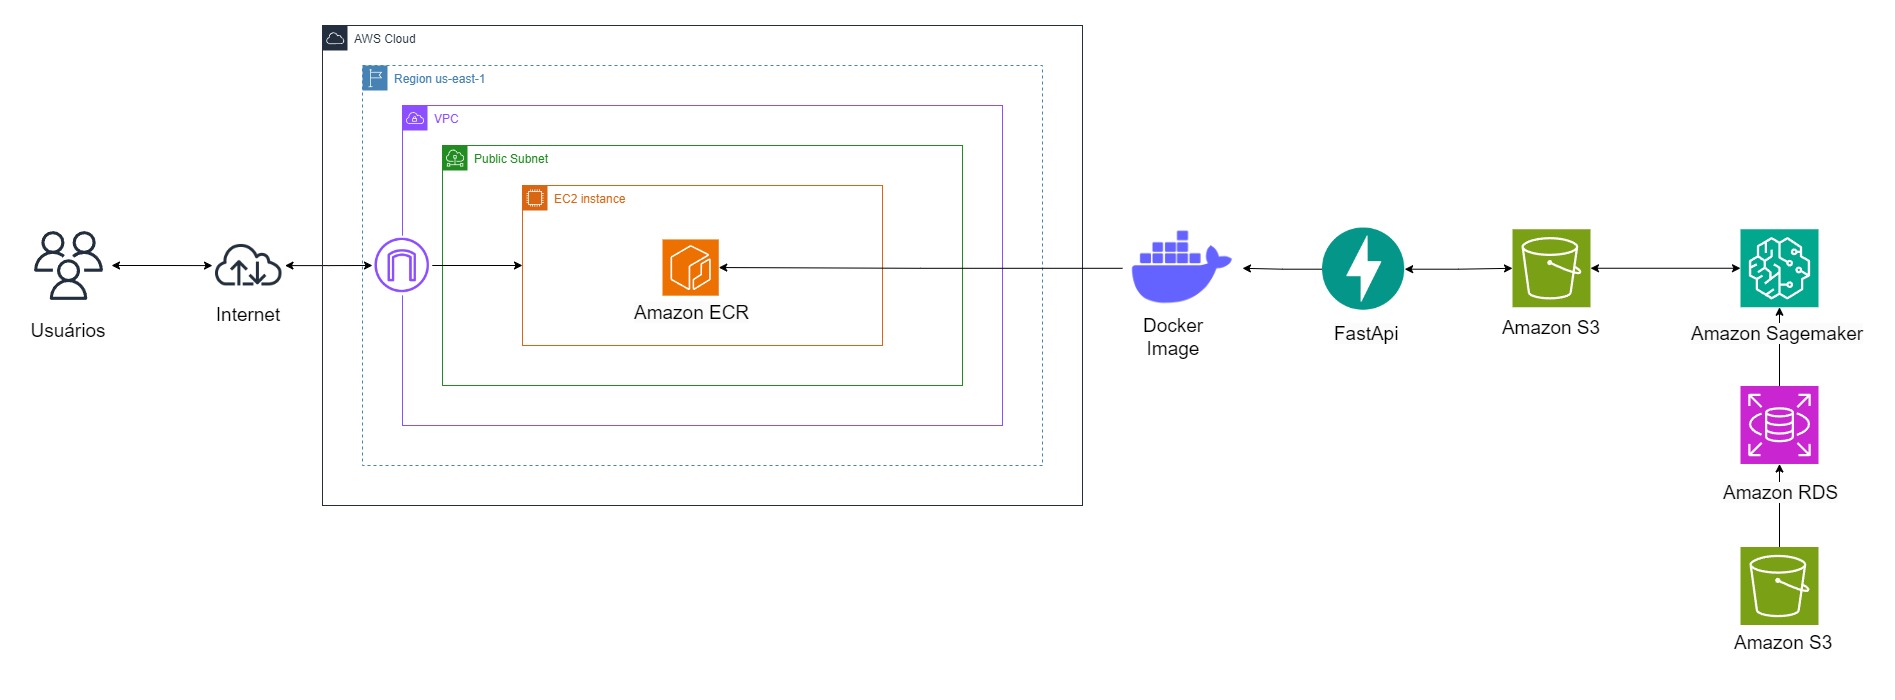 AWS Cloud
Region us-east-1
VPC
Public Subnet
EC2 instance
Usuários
Internet
Amazon ECR
Docker
Image
FastApi
Amazon S3
Amazon Sagemaker
Amazon RDS
Amazon S3